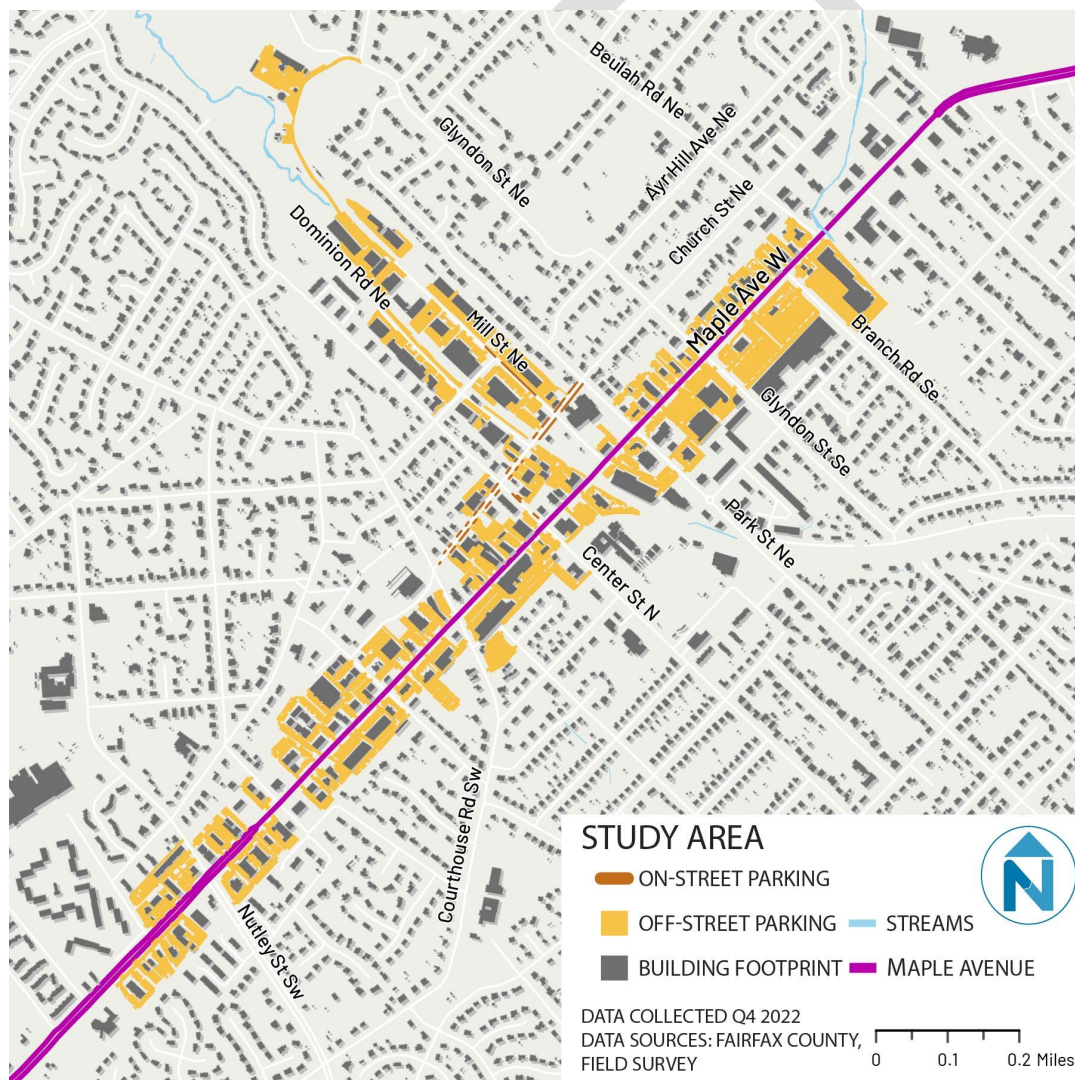 Beulah Rd Ne
Glyndon St Ne
Ayr Hill Ave Ne
Church St Ne
Dominion Rd Ne
Mill St Ne
Maple Ave W
Branch Rd Se
Glyndon St Se
Park St Ne
Center St N
Courthouse Rd Sw
Nutley St Sw
STUDY AREA
ON-STREET PARKING
OFF-STREET PARKING
STREAMS
BUILDING FOOTPRINT
MAPLE AVENUE
N
DATA COLLECTED Q4 2022
DATA SOURCES: FAIRFAX COUNTY,
FIELD SURVEY
0 0.1 0.2 Miles